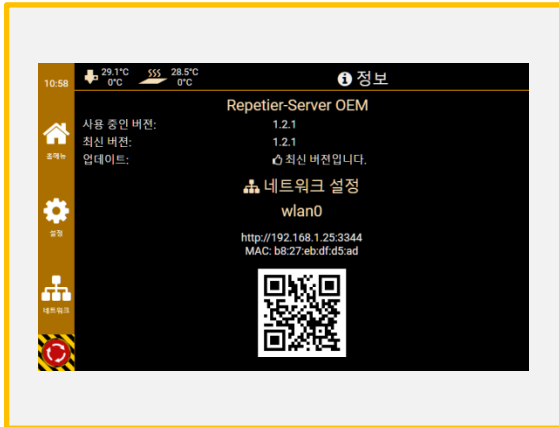 10:58
29.1°C
0°C
28.5°C
0°C
정보
Repetier-Server OEM
사용 중인 버전: 1.2.1
최신 버전: 1.2.1
업데이트: 최신 버전입니다.
홈메뉴
네트워크 설정
wlan0
설정
http://192.168.1.25:3344
MAC: b8:27:eb:df:d5:ad
네트워크